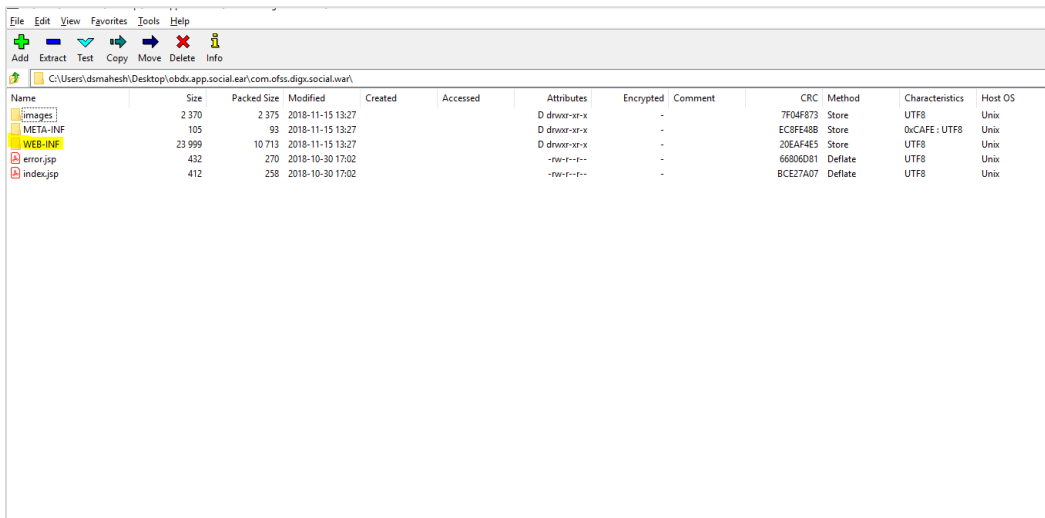 File Edit View Favorites Tools Help
Add Extract Test Copy Move Delete Info
C:\Users\dsmahesh\Desktop\obdx.app.social.ear\com.ofss.digx.social.war\
Name Size Packed Size Modified Created Accessed Attributes Encrypted Comment CRC Method Characteristics Host OS
images 2 370 2 375 2018-11-15 13:27 D drwxr-xr-x - 7F04F873 Store UTF8 Unix
META-INF 105 93 2018-11-15 13:27 D drwxr-xr-x - EC8FE48B Store 0xCAFE : UTF8 Unix
WEB-INF 23 999 10 713 2018-11-15 13:27 D drwxr-xr-x - 20EAF4E5 Store UTF8 Unix
error.jsp 432 270 2018-10-30 17:02 -rw-r--r-- - 66806D81 Deflate UTF8 Unix
index.jsp 412 258 2018-10-30 17:02 -rw-r--r-- - BCE27A07 Deflate UTF8 Unix